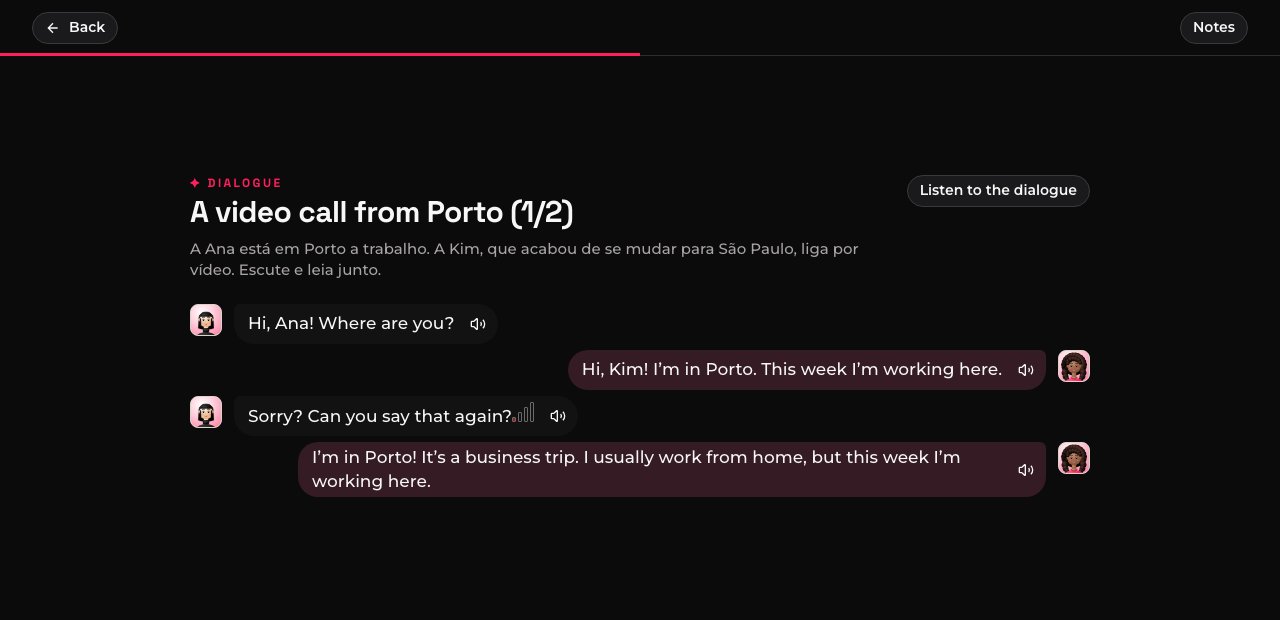 Back
Notes
DIALOGUE
A video call from Porto (1/2)
Listen to the dialogue
A Ana está em Porto a trabalho. A Kim, que acabou de se mudar para São Paulo, liga por
vídeo. Escute e leia junto.
Hi, Ana! Where are you?
Hi, Kim! I’m in Porto. This week I’m working here.
Sorry? Can you say that again?
I’m in Porto! It’s a business trip. I usually work from home, but this week I’m
working here.